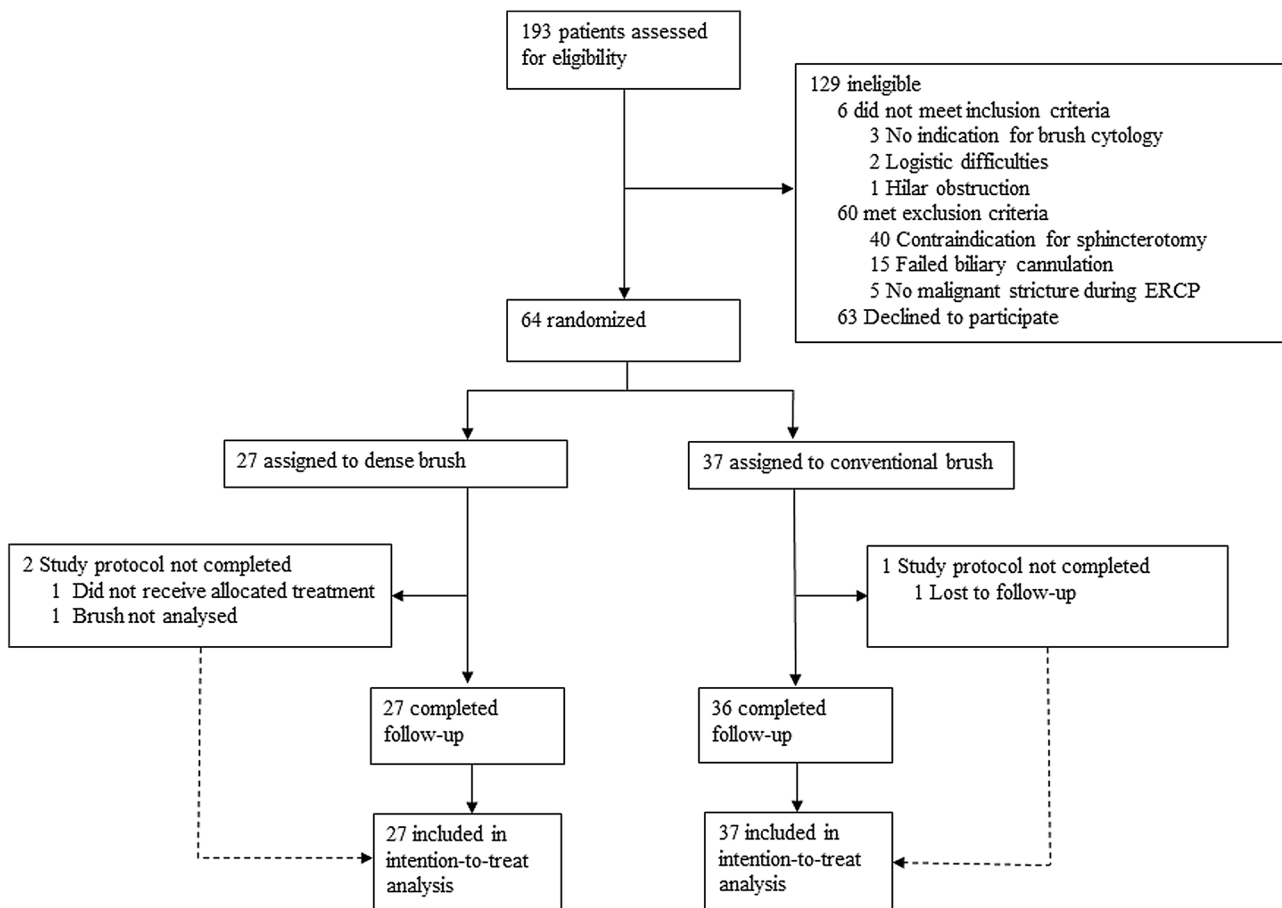 193 patients assessed
for eligibility
129 ineligible
6 did not meet inclusion criteria
3 No indication for brush cytology
2 Logistic difficulties
1 Hilar obstruction
60 met exclusion criteria
40 Contraindication for sphincterotomy
15 Failed biliary cannulation
5 No malignant stricture during ERCP
63 Declined to participate
64 randomized
27 assigned to dense brush
37 assigned to conventional brush
2 Study protocol not completed
1 Did not receive allocated treatment
1 Brush not analysed
1 Study protocol not completed
1 Lost to follow-up
27 completed
follow-up
36 completed
follow-up
27 included in
intention-to-treat
analysis
37 included in
intention-to-treat
analysis